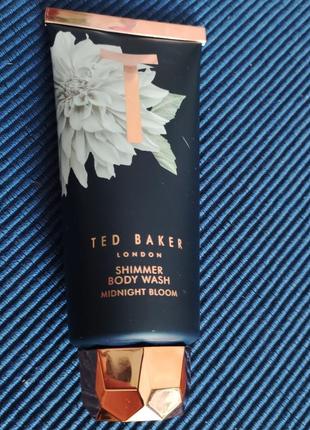 T
TED BAKER
LONDON
SHIMMER
BODY WASH
MIDNIGHT BLOOM